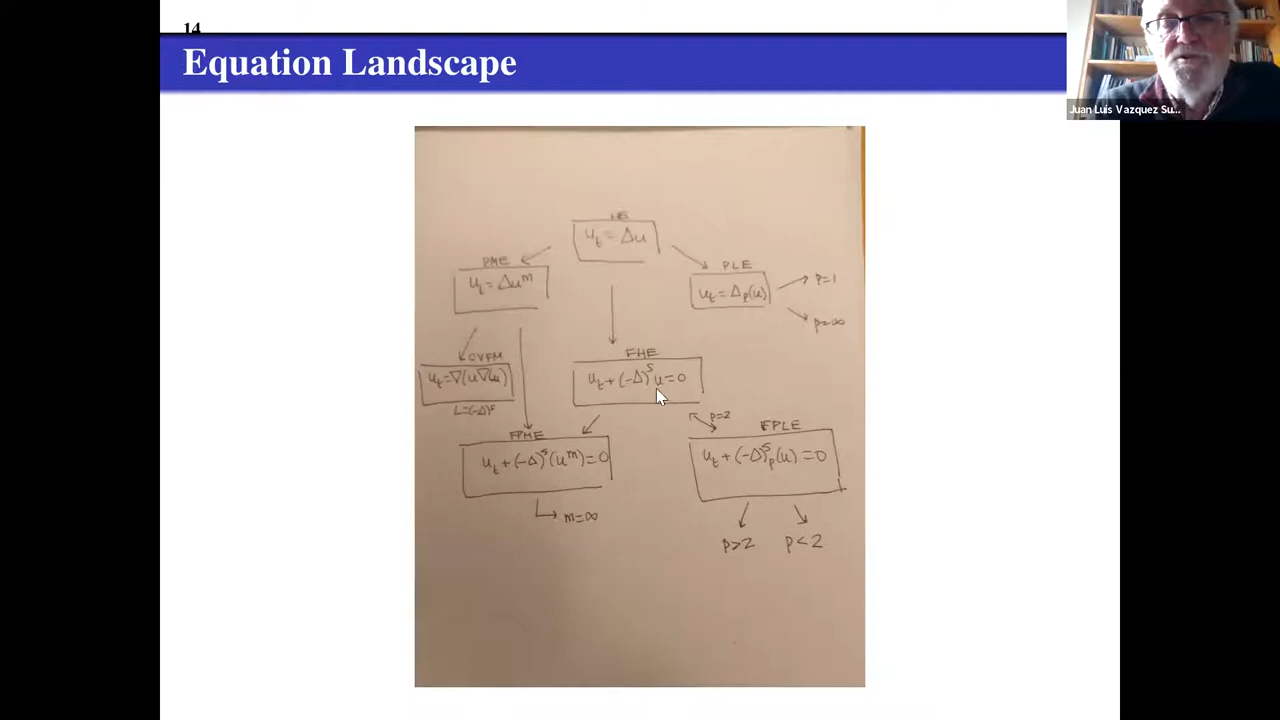 14
Equation Landscape
Juan Luis Vazquez Su...
HE
u_t = Δu
PME
u_t = Δu^m
PLE
u_t = Δ_p(u)
p=1
p=∞
CVFM
u_t = ∇(u∇Lu)
L=(-Δ)^s
FHE
u_t + (-Δ)^s u = 0
p=2
FPME
u_t + (-Δ)^s (u^m) = 0
m=∞
FPLE
u_t + (-Δ)^s_p (u) = 0
p>2 p<2